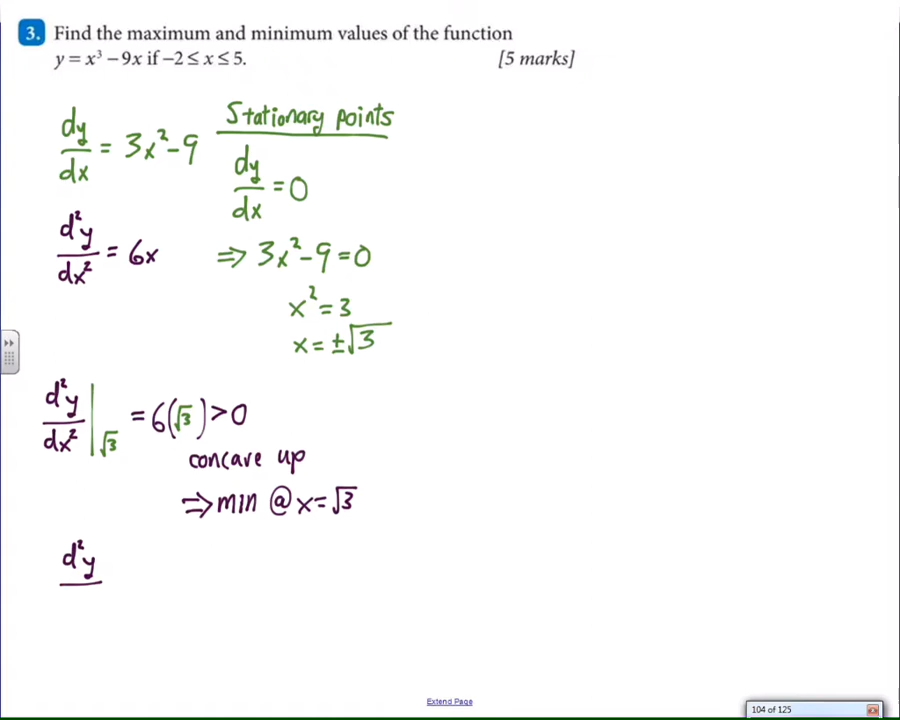 3. Find the maximum and minimum values of the function
y = x³ − 9x if −2 ≤ x ≤ 5. [5 marks]
dy/dx = 3x² − 9
d²y/dx² = 6x
Stationary points
dy/dx = 0
⇒ 3x² − 9 = 0
x² = 3
x = ±√3
d²y/dx² |√3 = 6(√3) > 0
concave up
⇒ min @ x = √3
d²y
Extend Page
104 of 125